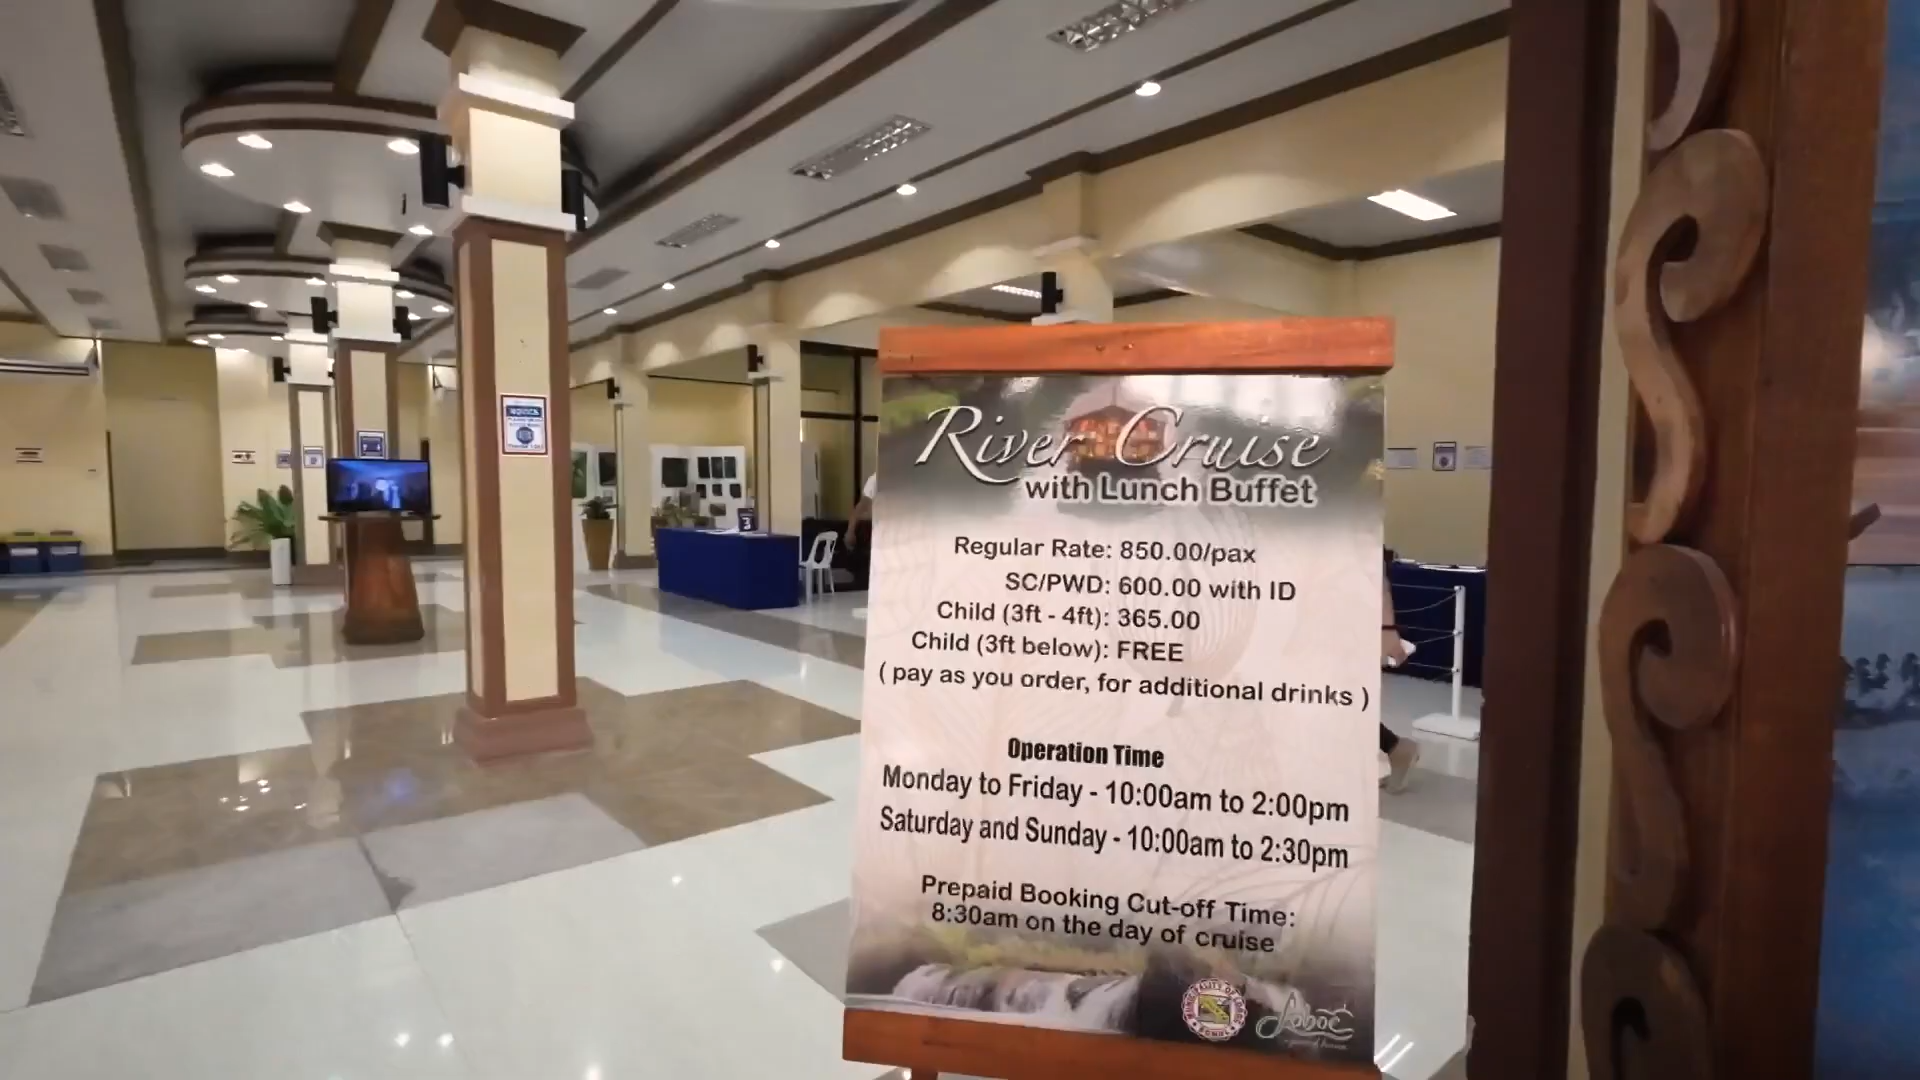 River Cruise
with Lunch Buffet
Regular Rate: 850.00/pax
SC/PWD: 600.00 with ID
Child (3ft - 4ft): 365.00
Child (3ft below): FREE
( pay as you order, for additional drinks )
Operation Time
Monday to Friday - 10:00am to 2:00pm
Saturday and Sunday - 10:00am to 2:30pm
Prepaid Booking Cut-off Time:
8:30am on the day of cruise
Loboc
NOTICE
3